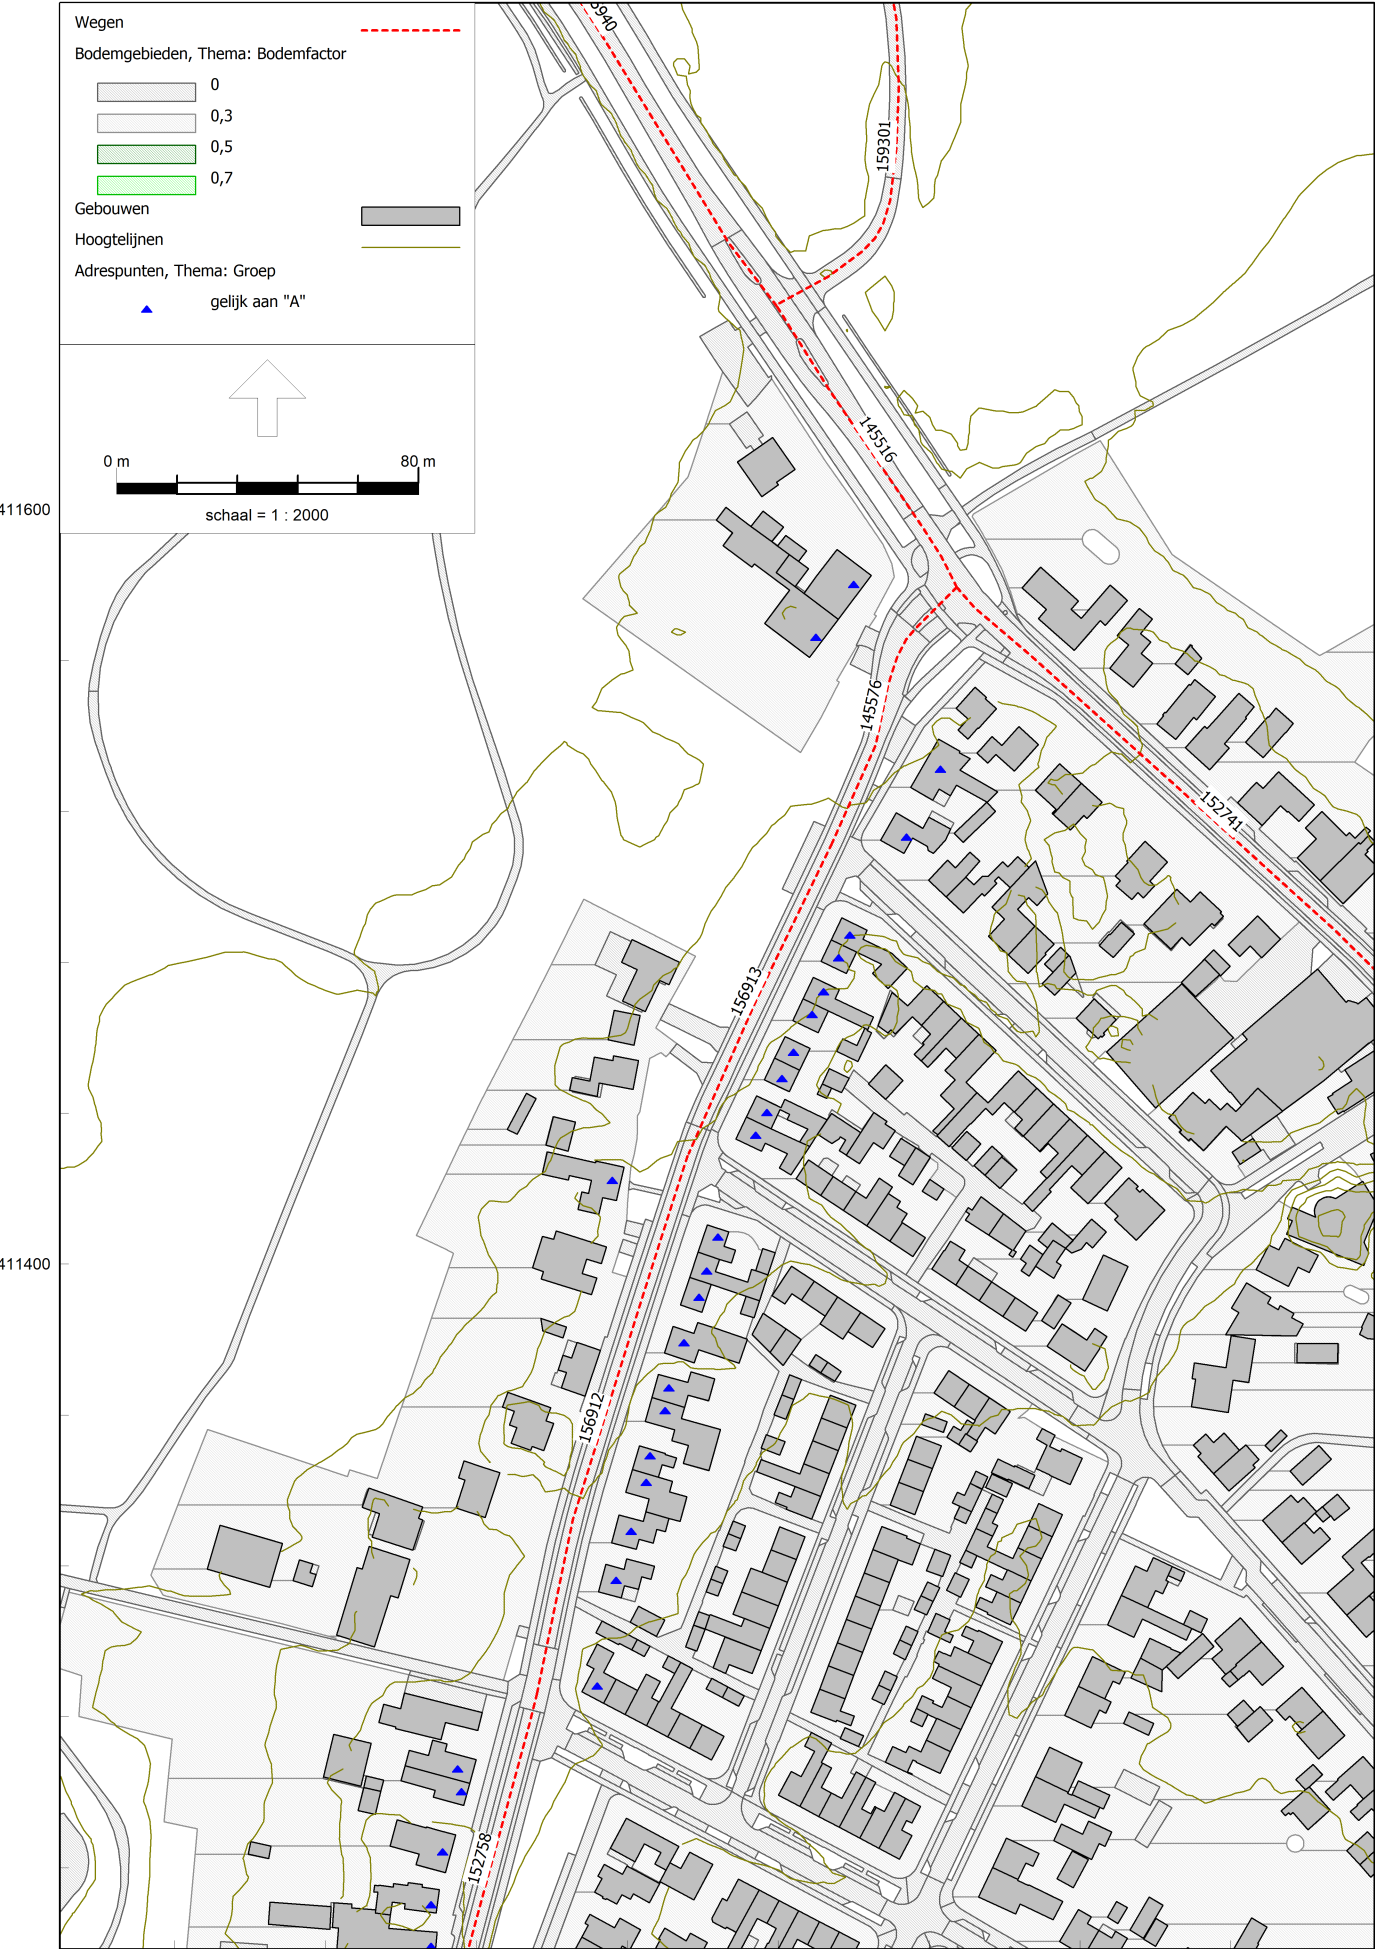 Wegen
Bodemgebieden, Thema: Bodemfactor
0
0,3
0,5
0,7
Gebouwen
Hoogtelijnen
Adrespunten, Thema: Groep
gelijk aan "A"
0 m 80 m
schaal = 1 : 2000
159301
145516
411600
145576
152741
156913
411400
156912
152758